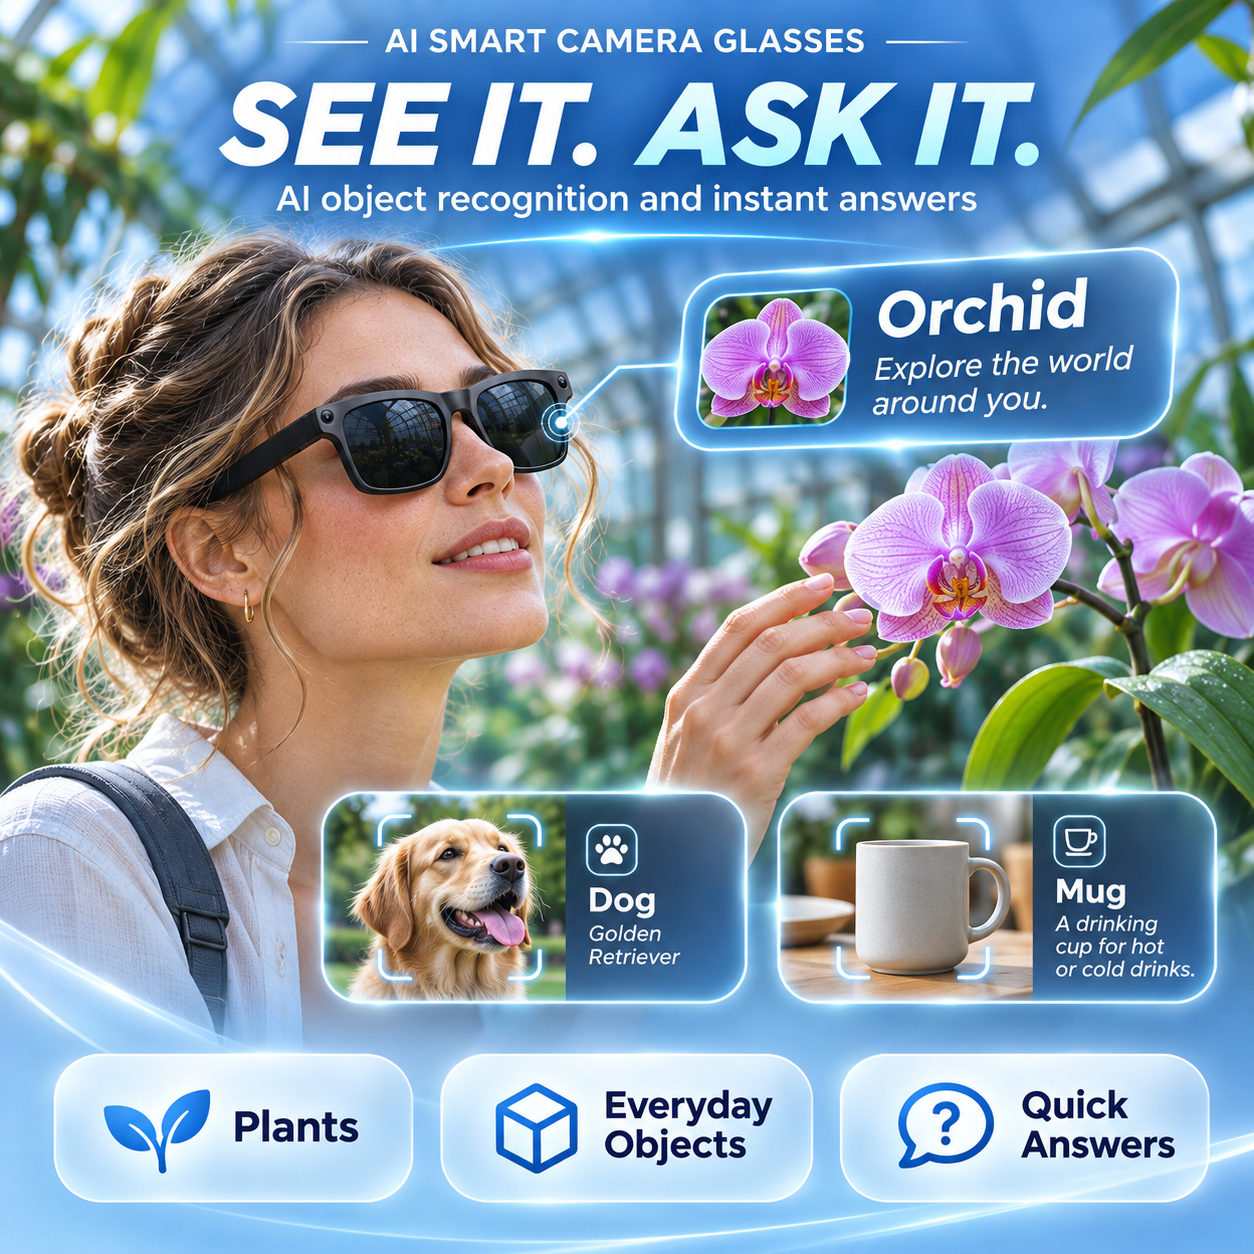 AI SMART CAMERA GLASSES
SEE IT. ASK IT.
AI object recognition and instant answers
Orchid
Explore the world
around you.
Dog
Golden
Retriever
Mug
A drinking
cup for hot
or cold drinks.
Plants
Everyday
Objects
Quick
Answers